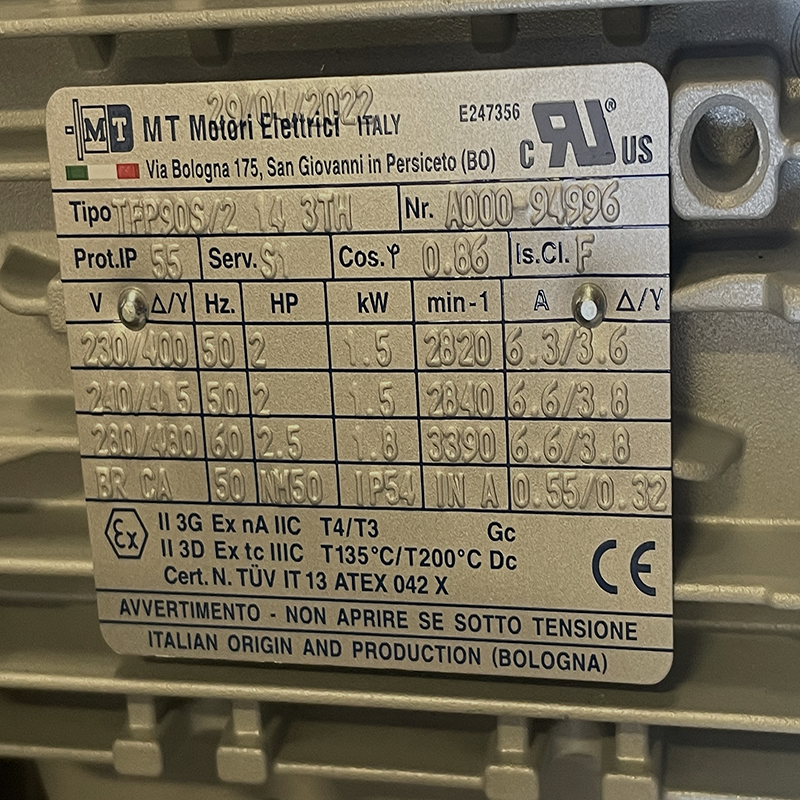 29/04/2022
MT MT Motori Elettrici ITALY E247356 c RU ® US
Via Bologna 175, San Giovanni in Persiceto (BO)
Tipo TFP90S/2 14 3TH Nr. A000-94996
Prot.IP 55 Serv. S1 Cos.φ 0.86 Is.Cl. F
V Δ/Y Hz. HP kW min-1 A Δ/Y
230/400 50 2 1.5 2820 6.3/3.6
240/415 50 2 1.5 2840 6.6/3.8
280/480 60 2.5 1.8 3390 6.6/3.8
BR CA 50 NM50 IP54 IN A 0.55/0.32
Ex II 3G Ex nA IIC T4/T3 Gc
II 3D Ex tc IIIC T135°C/T200°C Dc
Cert. N. TÜV IT 13 ATEX 042 X
CE
AVVERTIMENTO - NON APRIRE SE SOTTO TENSIONE
ITALIAN ORIGIN AND PRODUCTION (BOLOGNA)